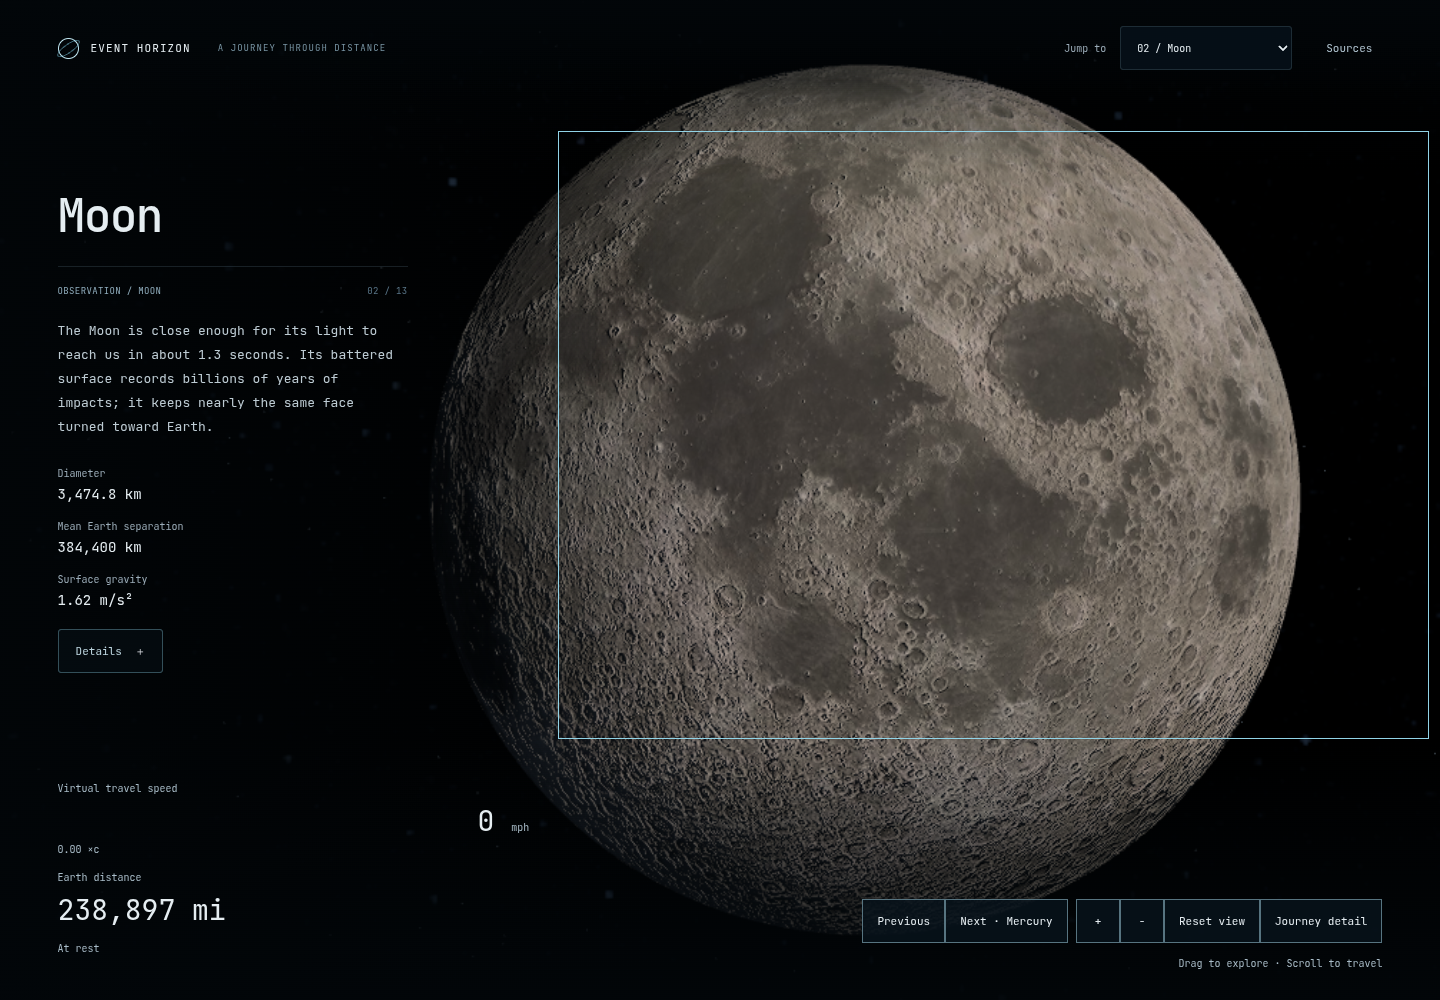 EVENT HORIZON
A JOURNEY THROUGH DISTANCE
Jump to
02 / Moon
Sources
Moon
OBSERVATION / MOON
02 / 13
The Moon is close enough for its light to
reach us in about 1.3 seconds. Its battered
surface records billions of years of
impacts; it keeps nearly the same face
turned toward Earth.
Diameter
3,474.8 km
Mean Earth separation
384,400 km
Surface gravity
1.62 m/s²
Details +
Virtual travel speed
0 mph
0.00 ×c
Earth distance
238,897 mi
At rest
Previous
Next · Mercury
+
-
Reset view
Journey detail
Drag to explore · Scroll to travel